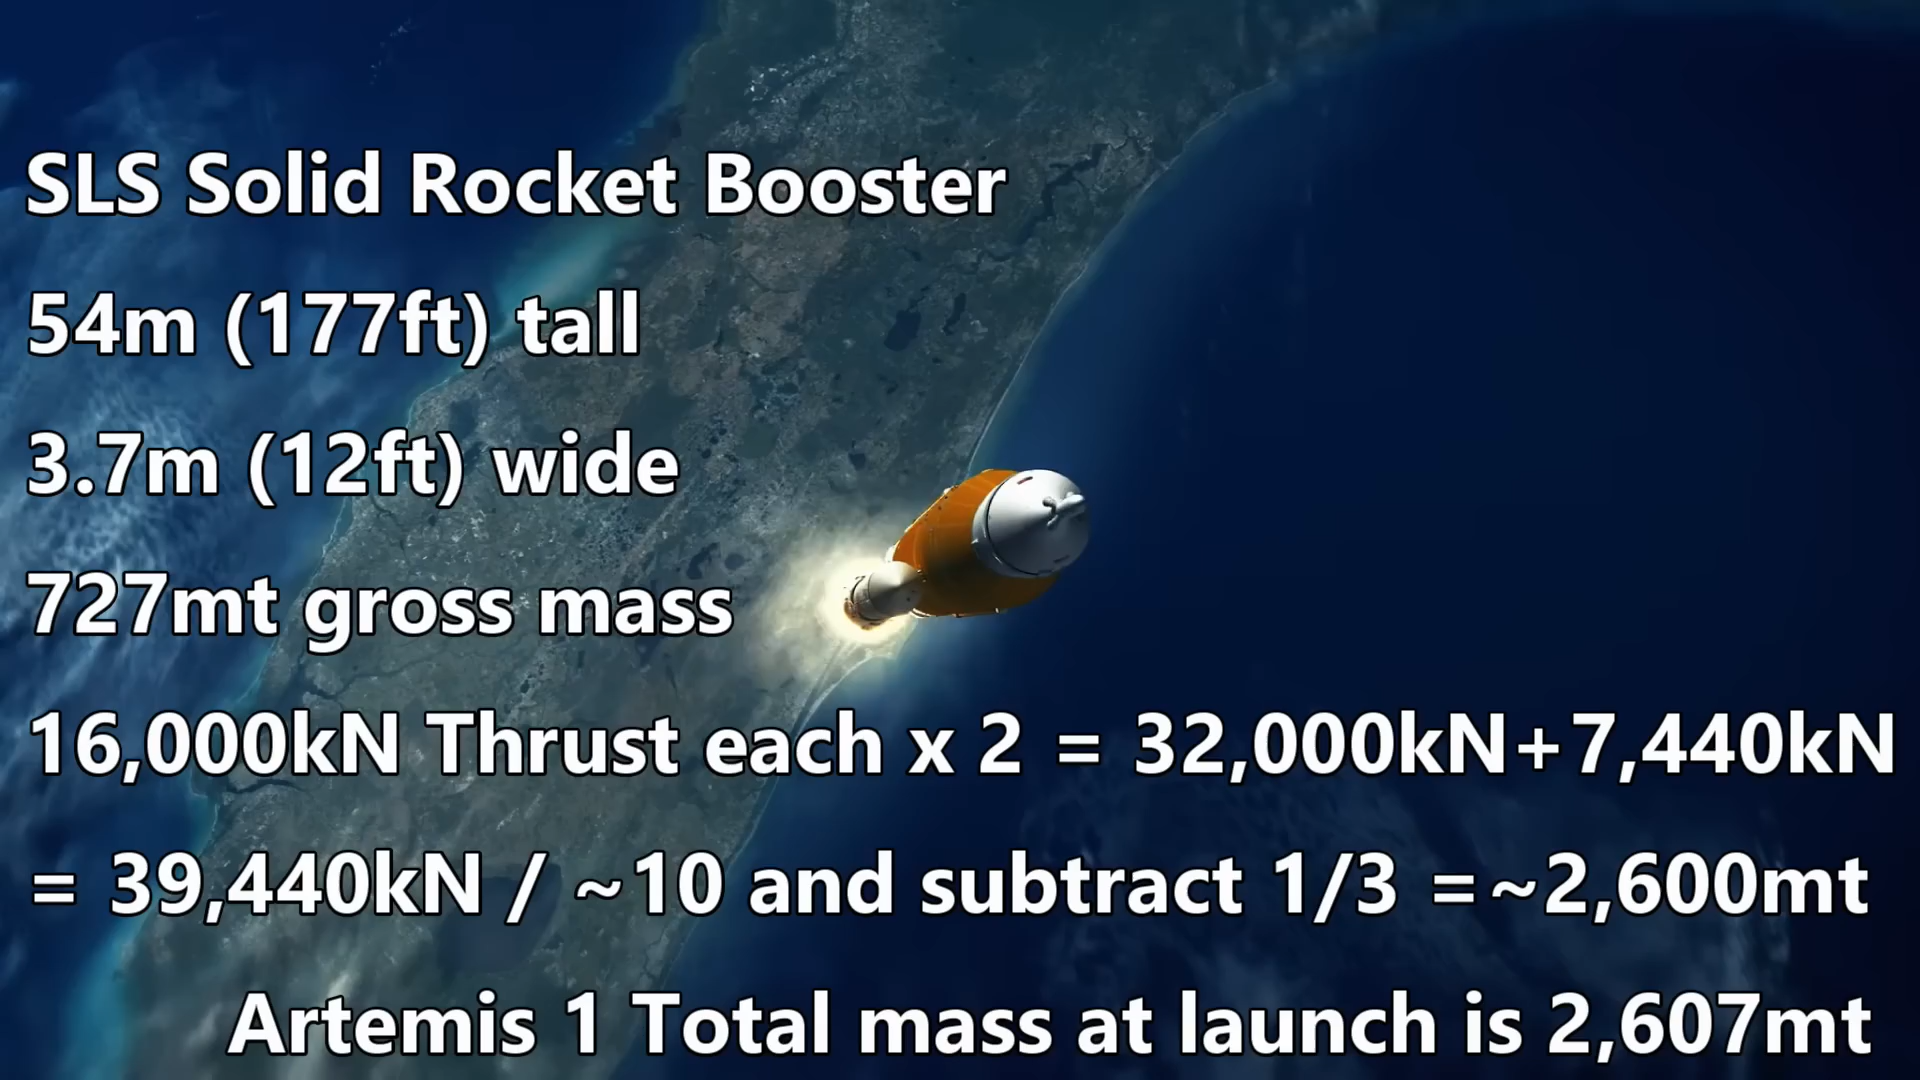 SLS Solid Rocket Booster
54m (177ft) tall
3.7m (12ft) wide
727mt gross mass
16,000kN Thrust each x 2 = 32,000kN+7,440kN
= 39,440kN / ~10 and subtract 1/3 =~2,600mt
Artemis 1 Total mass at launch is 2,607mt